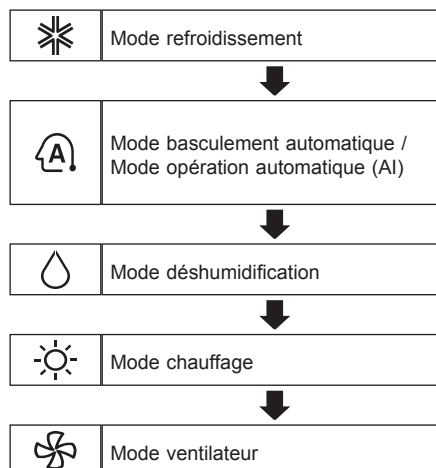 Mode refroidissement
A
Mode basculement automatique /
Mode opération automatique (AI)
Mode déshumidification
Mode chauffage
Mode ventilateur